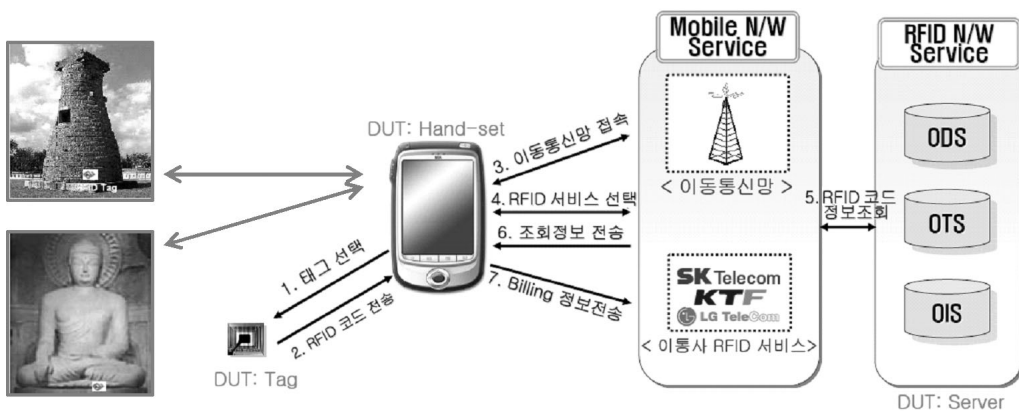 Mobile N/W
Service
RFID N/W
Service
DUT: Hand-set
RFID Tag
3. 이동통신망 접속
< 이동통신망 >
4. RFID 서비스 선택
5. RFID 코드
정보조회
6. 조회정보 전송
7. Billing 정보전송
1. 태그 선택
2. RFID 코드 전송
DUT: Tag
SK Telecom
KTF
LG TeleCom
< 이통사 RFID 서비스>
ODS
OTS
OIS
DUT: Server